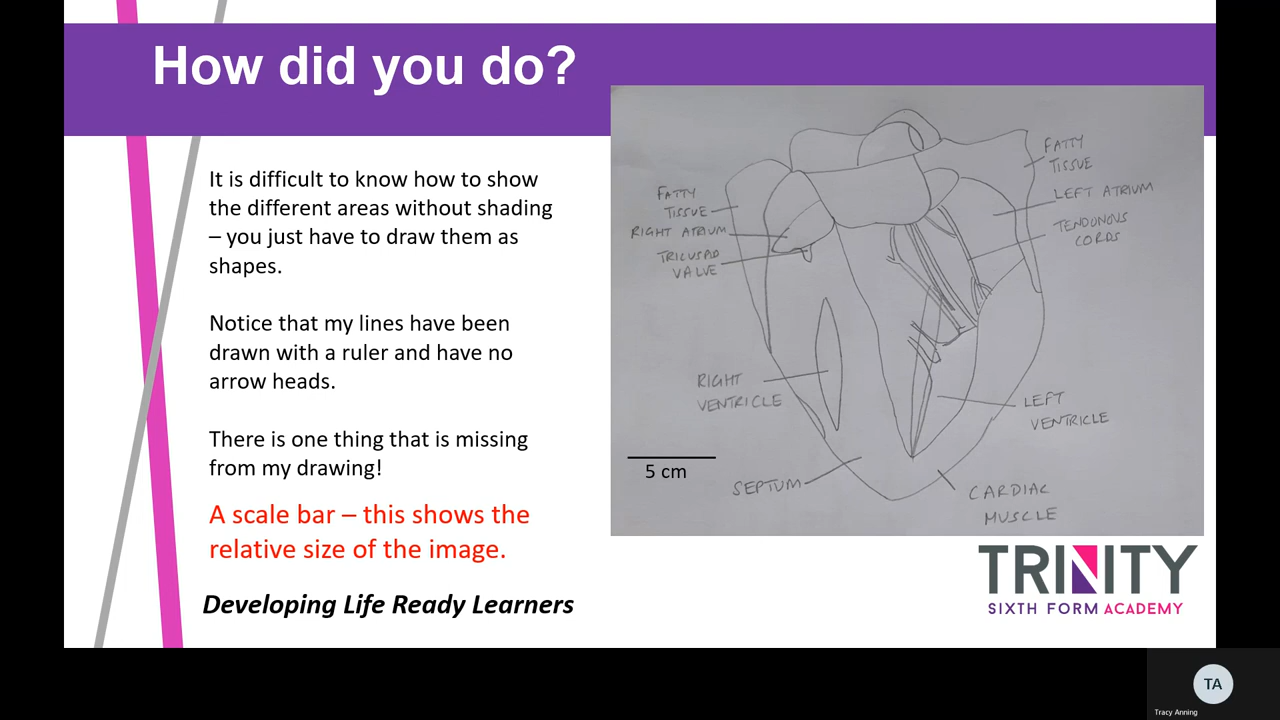 How did you do?
It is difficult to know how to show
the different areas without shading
– you just have to draw them as
shapes.
Notice that my lines have been
drawn with a ruler and have no
arrow heads.
There is one thing that is missing
from my drawing!
A scale bar – this shows the
relative size of the image.
Developing Life Ready Learners
FATTY
TISSUE
RIGHT ATRIUM
TRICUSPID
VALVE
RIGHT
VENTRICLE
5 cm
SEPTUM
FATTY
TISSUE
LEFT ATRIUM
TENDONOUS
CORDS
LEFT
VENTRICLE
CARDIAC
MUSCLE
TRINITY
SIXTH FORM ACADEMY
TA
Tracy Anning